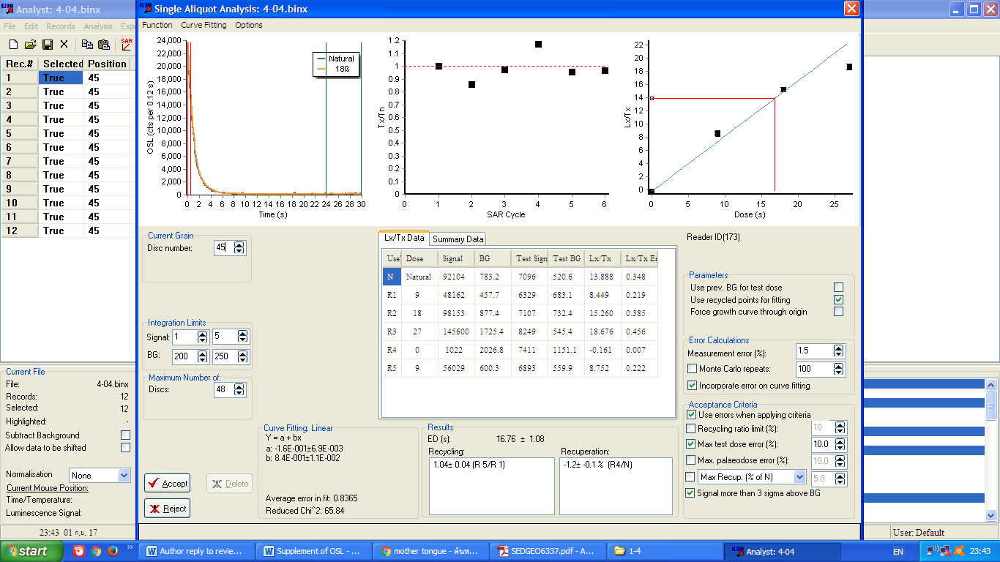 Analyst: 4-04.binx
File Edit Records Analysis Exp
SAR
Rec.# Selected Position
1 True 45
2 True 45
3 True 45
4 True 45
5 True 45
6 True 45
7 True 45
8 True 45
9 True 45
10 True 45
11 True 45
12 True 45
Current File
File: 4-04.binx
Records: 12
Selected: 12
Highlighted: -
Subtract Background
Allow data to be shifted
Normalisation None
Current Mouse Position:
Time/Temperature:
Luminescence Signal:
23:43 01 ก.ย. 17
Single Aliquot Analysis: 4-04.binx
Function Curve Fitting Options
24,000
22,000
20,000
18,000
16,000
14,000
12,000
10,000
8,000
6,000
4,000
2,000
0
OSL (cts per 0.12 s)
Natural
18ß
0 2 4 6 8 10 12 14 16 18 20 22 24 26 28 30
Time (s)
1.2
1.1
1
0.9
0.8
0.7
0.6
0.5
0.4
0.3
0.2
0.1
0
Tx/Tn
0 1 2 3 4 5 6
SAR Cycle
22
20
18
16
14
12
10
8
6
4
2
0
Lx/Tx
0 5 10 15 20 25
Dose (s)
Current Grain
Disc number: 45
Integration Limits
Signal: 1 5
BG: 200 250
Maximum Number of:
Discs: 48
Accept Delete
Reject
Lx/Tx Data Summary Data
Use? Dose Signal BG Test Sign Test BG Lx/Tx Lx/Tx Er
N Natural 92104 783.2 7096 520.6 13.888 0.348
R1 9 48162 457.7 6329 683.1 8.449 0.219
R2 18 98153 877.4 7107 732.4 15.260 0.385
R3 27 145600 1725.4 8249 545.4 18.676 0.456
R4 0 1022 2026.8 7411 1151.1 -0.161 0.007
R5 9 56029 600.3 6893 559.9 8.752 0.222
Curve Fitting: Linear
Y = a + bx
a: -1.6E-001±6.9E-003
b: 8.4E-001±1.1E-002
Average error in fit: 0.8365
Reduced Chi^2: 65.84
Results
ED (s): 16.76 ± 1.08
Recycling: Recuperation:
1.04± 0.04 (R 5/R 1) -1.2± -0.1 % (R4/N)
Reader ID(173)
Parameters
Use prev. BG for test dose
Use recycled points for fitting
Force growth curve through origin
Error Calculations
Measurement error (%): 1.5
Monte Carlo repeats: 100
Incorporate error on curve fitting
Acceptance Criteria
Use errors when applying criteria
Recycling ratio limit (%): 10
Max test dose error (%): 10.0
Max. palaeodose error (%): 10.0
Max Recup. (% of N) 5.0
Signal more than 3 sigma above BG
User: Default
start Author reply to revie... Supplement of OSL - ... mother tongue - ค้นห... SEDGEO6337.pdf - A... 1-4 Analyst: 4-04 EN 23:43